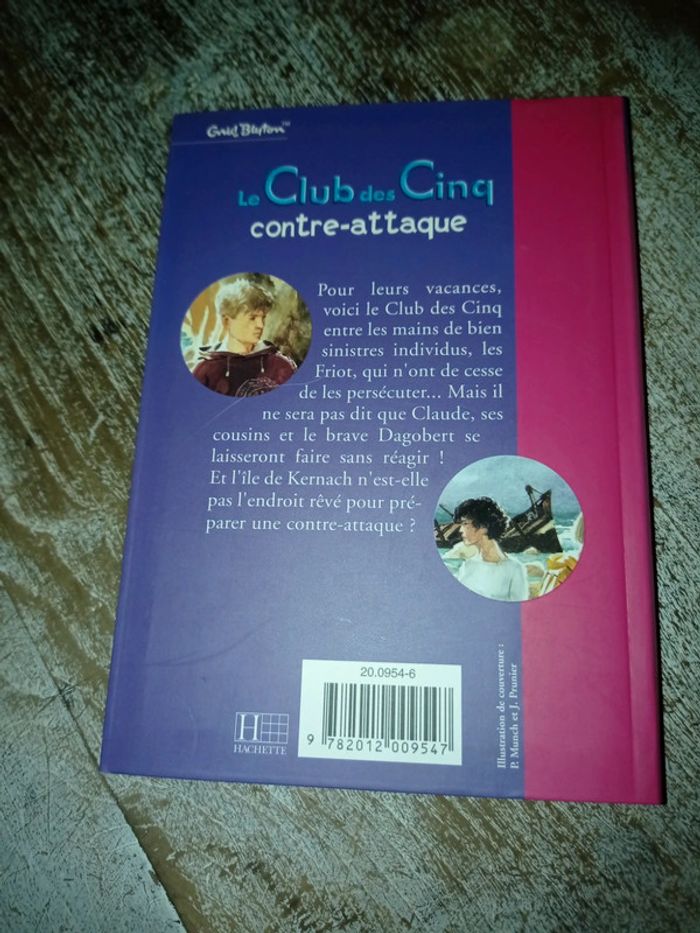 Enid Blyton™
Le Club des Cinq
contre-attaque
Pour leurs vacances,
voici le Club des Cinq
entre les mains de bien
sinistres individus, les
Friot, qui n'ont de cesse
de les persécuter... Mais il
ne sera pas dit que Claude, ses
cousins et le brave Dagobert se
laisseront faire sans réagir !
Et l'île de Kernach n'est-elle
pas l'endroit rêvé pour pré-
parer une contre-attaque ?
Illustration de couverture :
P. Munch et J. Prunier
20.0954-6
9 782012 009547
H
HACHETTE